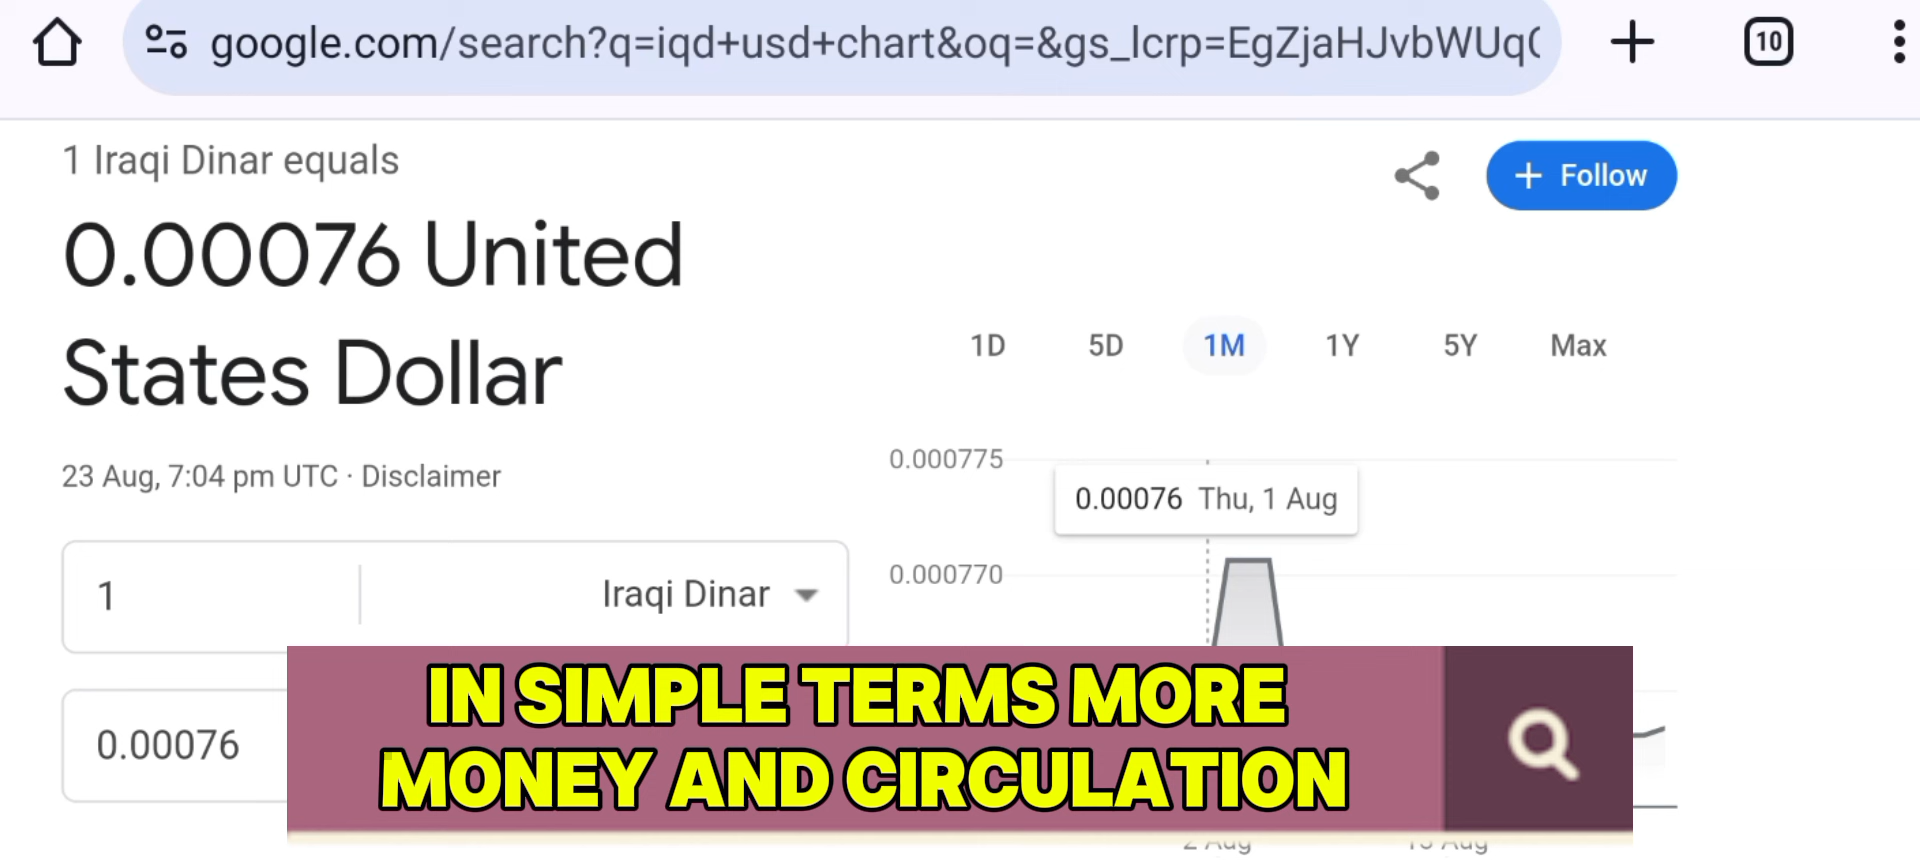 google.com/search?q=iqd+usd+chart&oq=&gs_lcrp=EgZjaHJvbWUq
10
1 Iraqi Dinar equals
Follow
0.00076 United
States Dollar
1D 5D 1M 1Y 5Y Max
23 Aug, 7:04 pm UTC · Disclaimer
0.000775
0.00076 Thu, 1 Aug
0.000770
1 Iraqi Dinar
0.00076
IN SIMPLE TERMS MORE
MONEY AND CIRCULATION
2 Aug